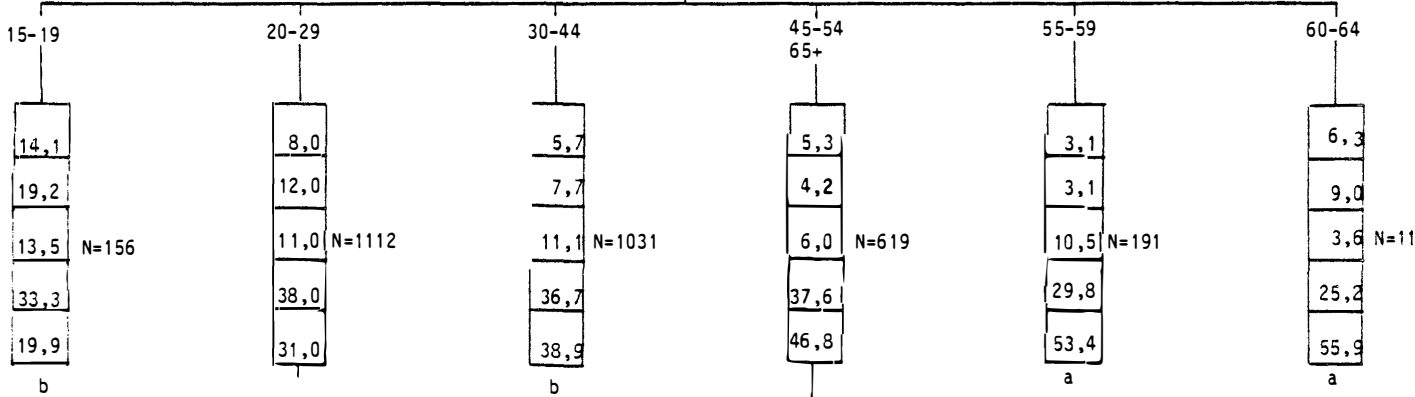 15-19 20-29 30-44 45-54 55-59 60-64
65+
14,1 8,0 5,7 5,3 3,1 6,3
19,2 12,0 7,7 4,2 3,1 9,0
13,5 N=156 11,0 N=1112 11,1 N=1031 6,0 N=619 10,5 N=191 3,6 N=11
33,3 38,0 36,7 37,6 29,8 25,2
19,9 31,0 38,9 46,8 53,4 55,9
b b a a